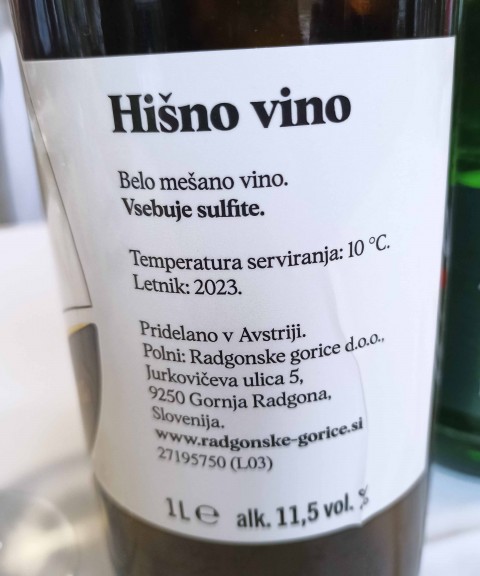 Hišno vino
Belo mešano vino.
Vsebuje sulfite.
Temperatura serviranja: 10 °C.
Letnik: 2023.
Pridelano v Avstriji.
Polni: Radgonske gorice d.o.o.,
Jurkovičeva ulica 5,
9250 Gornja Radgona,
Slovenija.
www.radgonske-gorice.si
27195750 (L03)
1L℮ alk. 11,5 vol. %